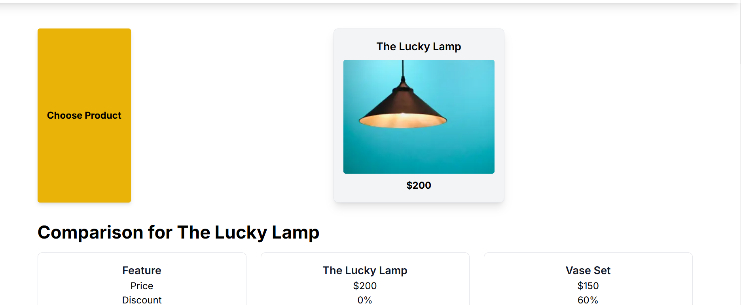 The Lucky Lamp
Choose Product
$200
Comparison for The Lucky Lamp
Feature The Lucky Lamp Vase Set
Price $200 $150
Discount 0% 60%